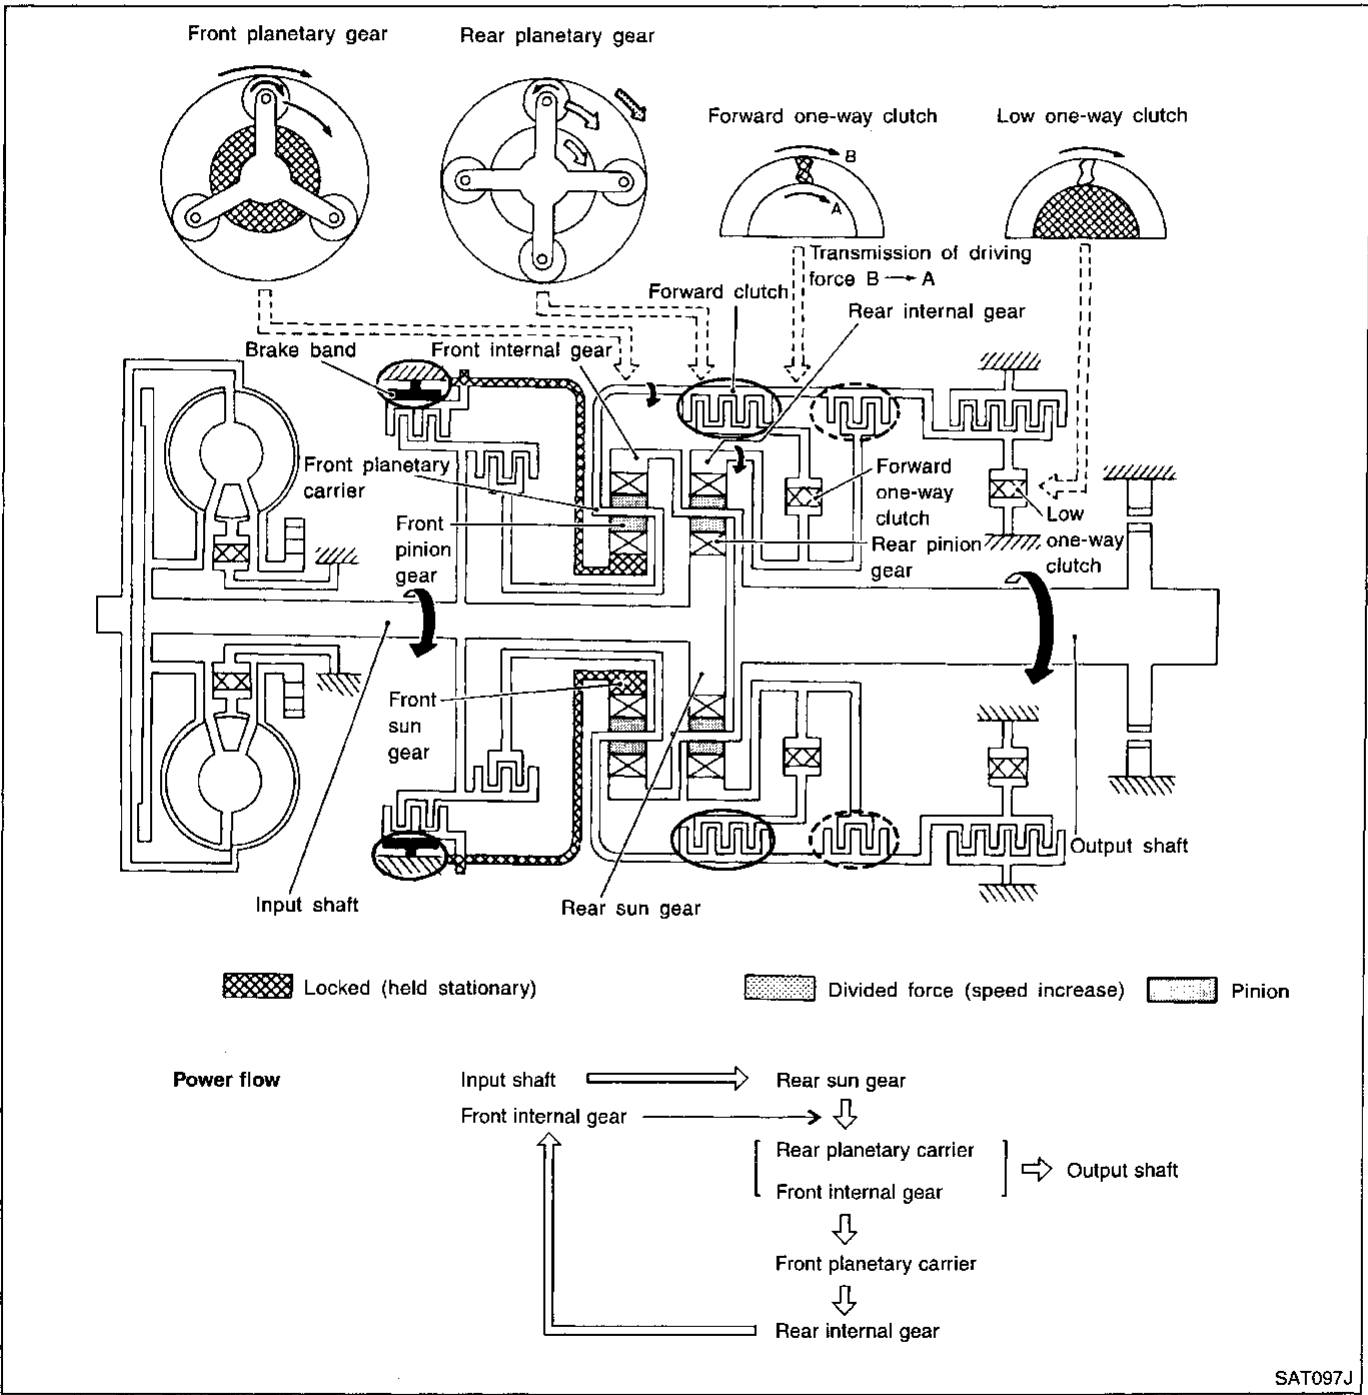 Front planetary gear
Rear planetary gear
Forward one-way clutch
Low one-way clutch
B
A
Transmission of driving
force B → A
Forward clutch
Rear internal gear
Brake band
Front internal gear
Front planetary
carrier
Forward
one-way
clutch
Front
pinion
gear
Low
one-way
clutch
Rear pinion
gear
Front
sun
gear
Output shaft
Input shaft
Rear sun gear
Locked (held stationary)
Divided force (speed increase)
Pinion
Power flow
Input shaft
Rear sun gear
Front internal gear
Rear planetary carrier
Front internal gear
Output shaft
Front planetary carrier
Rear internal gear
SAT097J